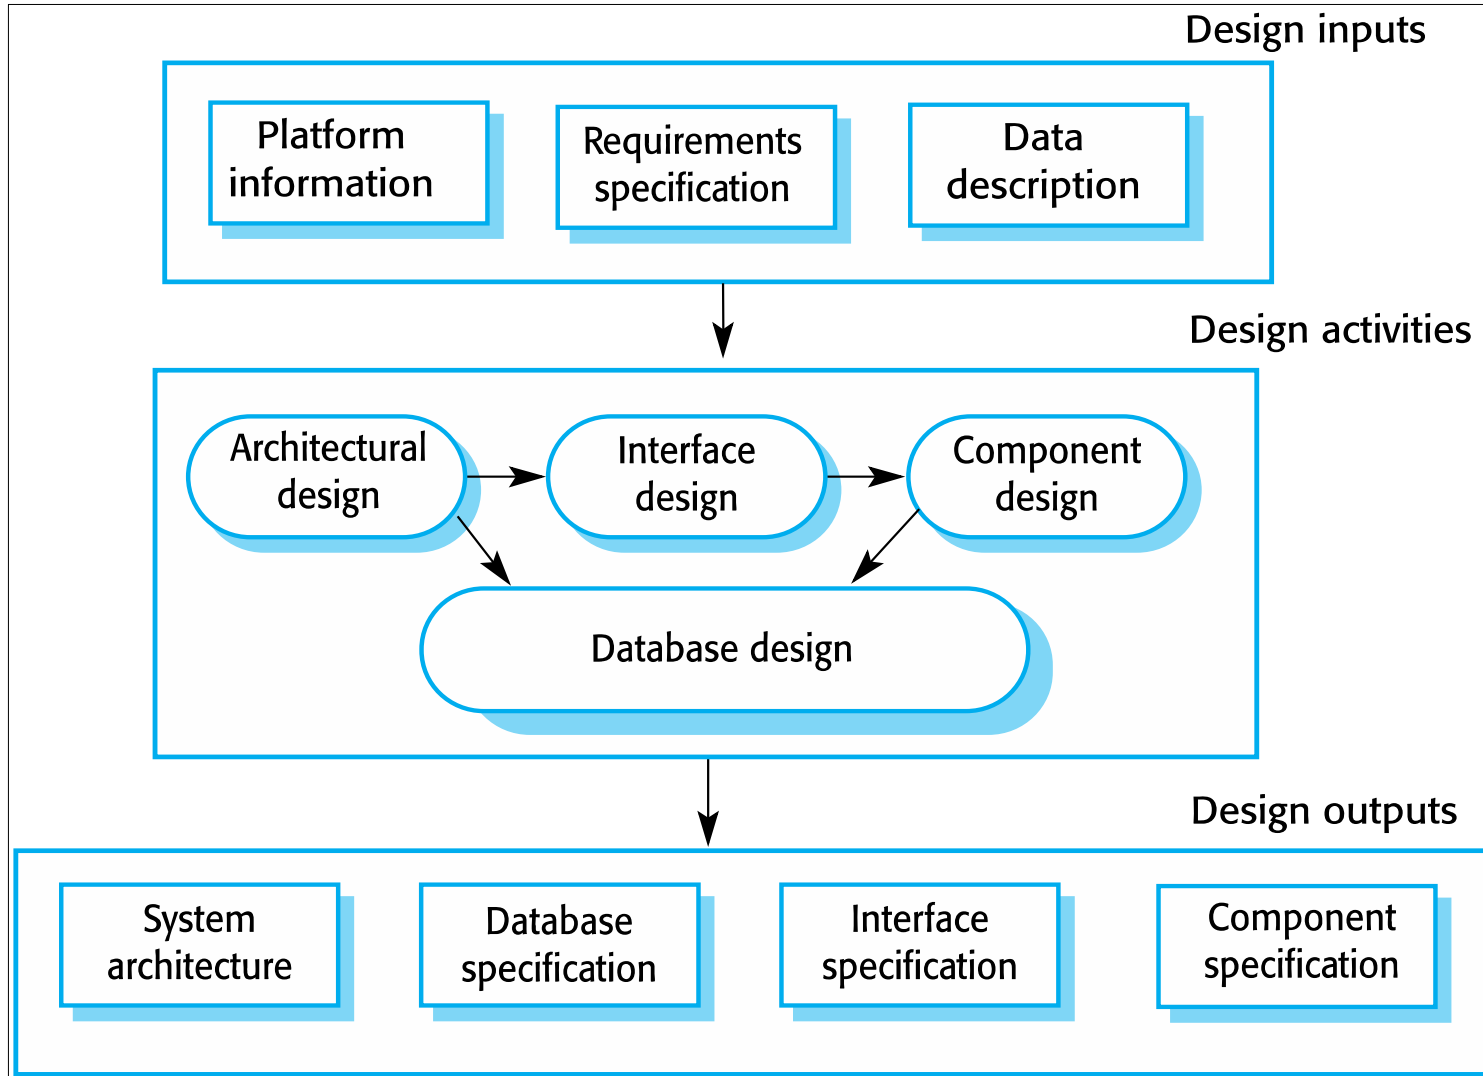 Design inputs
Platform
information
Requirements
specification
Data
description
Design activities
Architectural
design
Interface
design
Component
design
Database design
Design outputs
System
architecture
Database
specification
Interface
specification
Component
specification